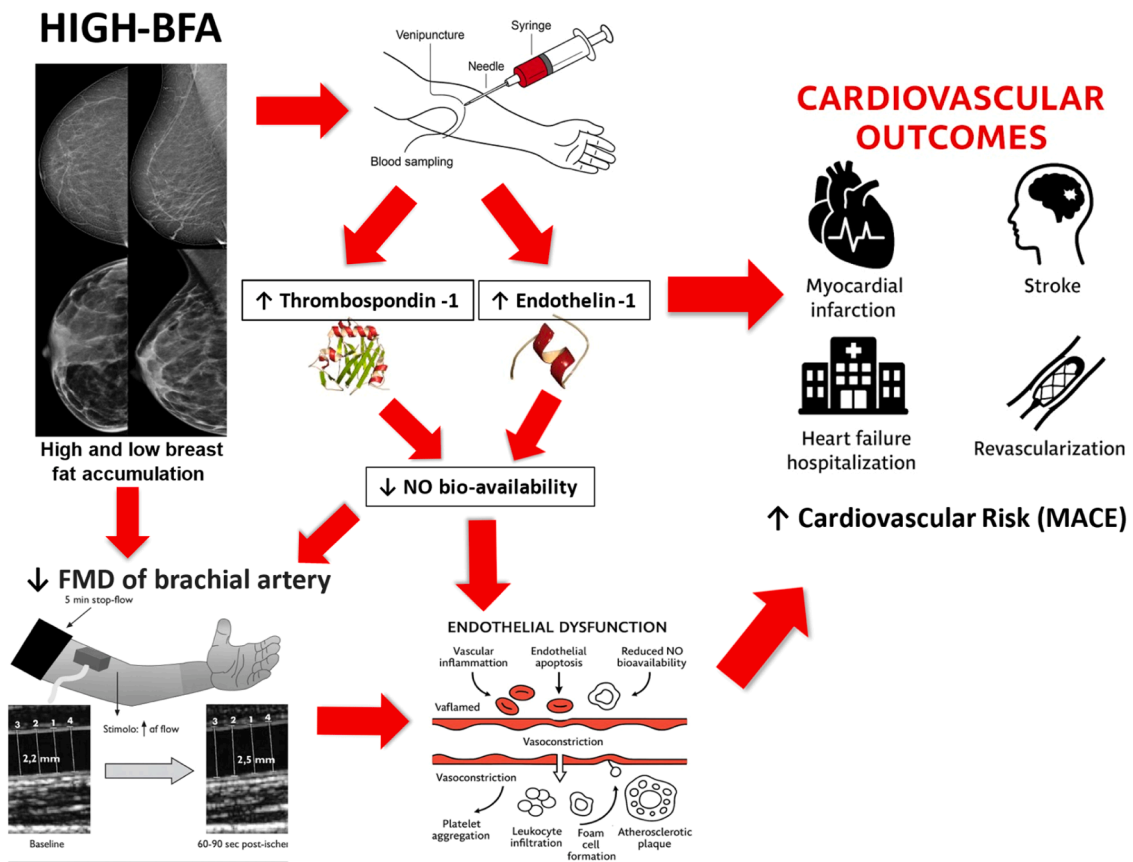 HIGH-BFA
Venipuncture
Syringe
Needle
Blood sampling
High and low breast
fat accumulation
↑ Thrombospondin -1
↑ Endothelin-1
↓ NO bio-availability
CARDIOVASCULAR
OUTCOMES
Myocardial
infarction
Stroke
Heart failure
hospitalization
Revascularization
↑ Cardiovascular Risk (MACE)
↓ FMD of brachial artery
5 min stop-flow
Stimolo: ↑ af flow
3 2 1 4
2,2 mm
Baseline
3 2 1 4
2,5 mm
60-90 sec post-ischer
ENDOTHELIAL DYSFUNCTION
Vascular
inflammation
Endothelial
apoptosis
Reduced NO
bioavailability
Vaflamed
Vasoconstriction
Vasoconstriction
Platelet
aggregation
Leukocyte
infiltration
Foam
cell
formation
Atherosclerotic
plaque